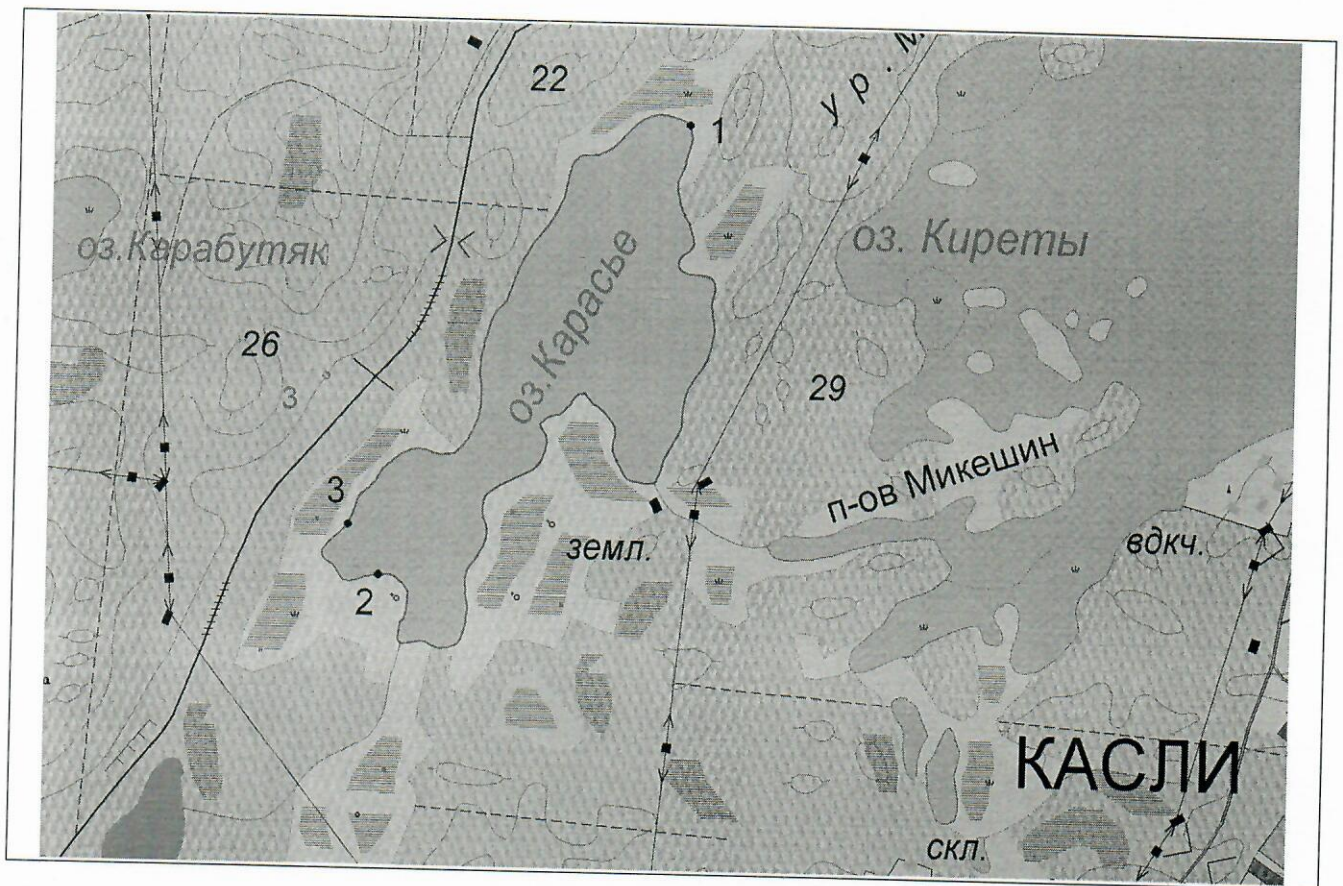 22
ур. М
1
оз. Карабутяк
оз. Киреты
оз. Карасье
26
3
29
п-ов Микешин
3
земл.
вдкч.
2
КАСЛИ
скл.